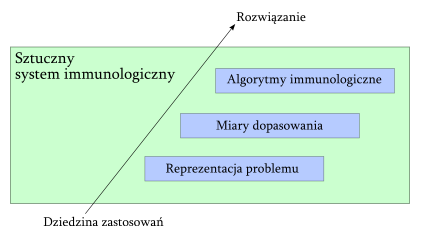 Rozwiązanie
Sztuczny
system immunologiczny
Algorytmy immunologiczne
Miary dopasowania
Reprezentacja problemu
Dziedzina zastosowań